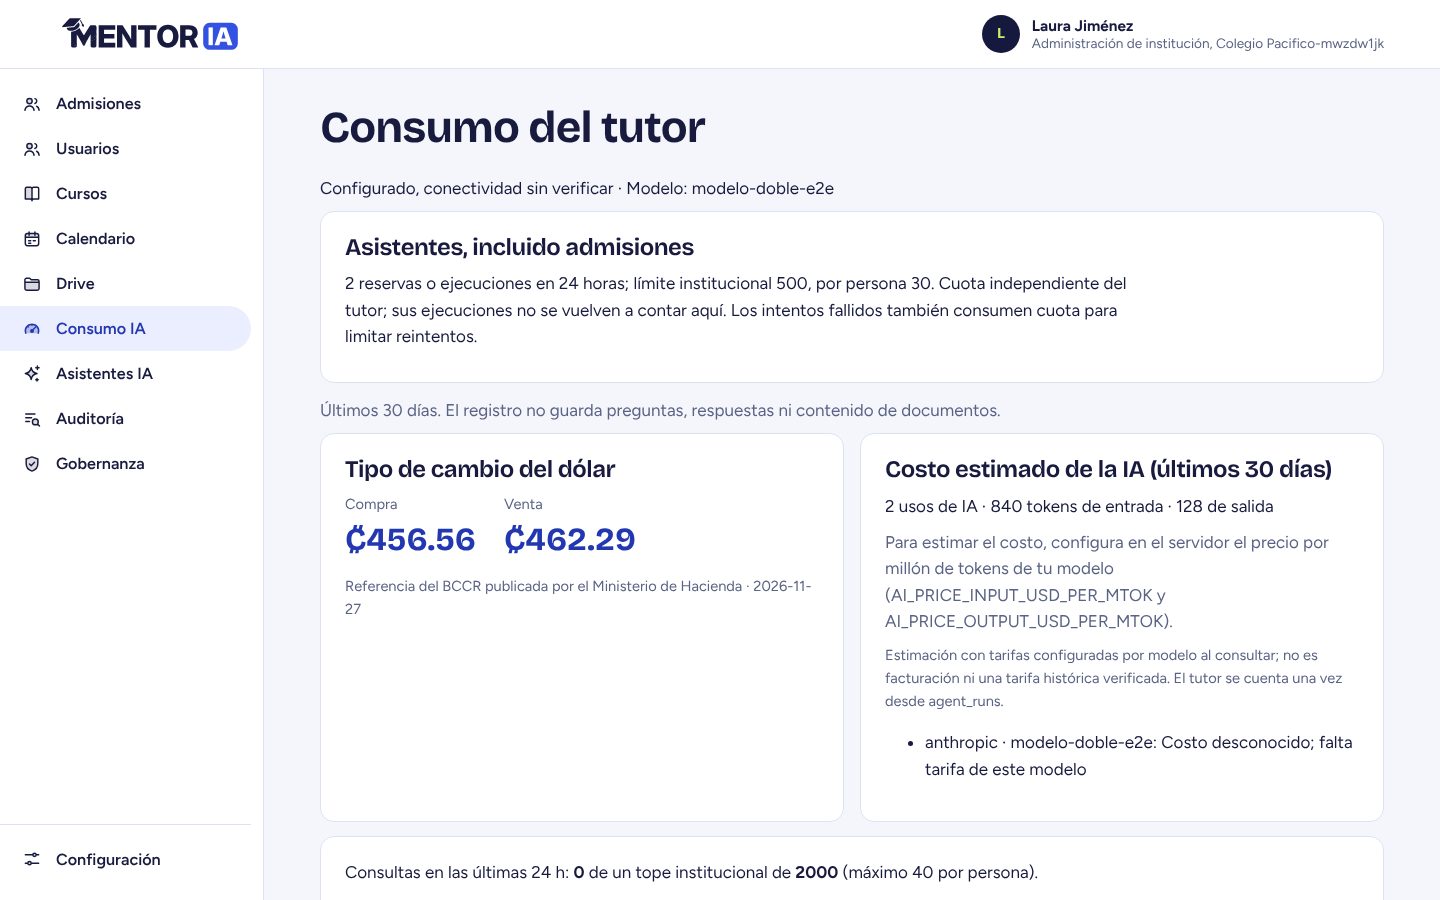 MENTOR IA
L
Laura Jiménez
Administración de institución, Colegio Pacifico-mwzdw1jk
Admisiones
Usuarios
Cursos
Calendario
Drive
Consumo IA
Asistentes IA
Auditoría
Gobernanza
Configuración
Consumo del tutor
Configurado, conectividad sin verificar · Modelo: modelo-doble-e2e
Asistentes, incluido admisiones
2 reservas o ejecuciones en 24 horas; límite institucional 500, por persona 30. Cuota independiente del
tutor; sus ejecuciones no se vuelven a contar aquí. Los intentos fallidos también consumen cuota para
limitar reintentos.
Últimos 30 días. El registro no guarda preguntas, respuestas ni contenido de documentos.
Tipo de cambio del dólar
Compra
Venta
₡456.56
₡462.29
Referencia del BCCR publicada por el Ministerio de Hacienda · 2026-11-
27
Costo estimado de la IA (últimos 30 días)
2 usos de IA · 840 tokens de entrada · 128 de salida
Para estimar el costo, configura en el servidor el precio por
millón de tokens de tu modelo
(AI_PRICE_INPUT_USD_PER_MTOK y
AI_PRICE_OUTPUT_USD_PER_MTOK).
Estimación con tarifas configuradas por modelo al consultar; no es
facturación ni una tarifa histórica verificada. El tutor se cuenta una vez
desde agent_runs.
• anthropic · modelo-doble-e2e: Costo desconocido; falta
tarifa de este modelo
Consultas en las últimas 24 h: 0 de un tope institucional de 2000 (máximo 40 por persona).